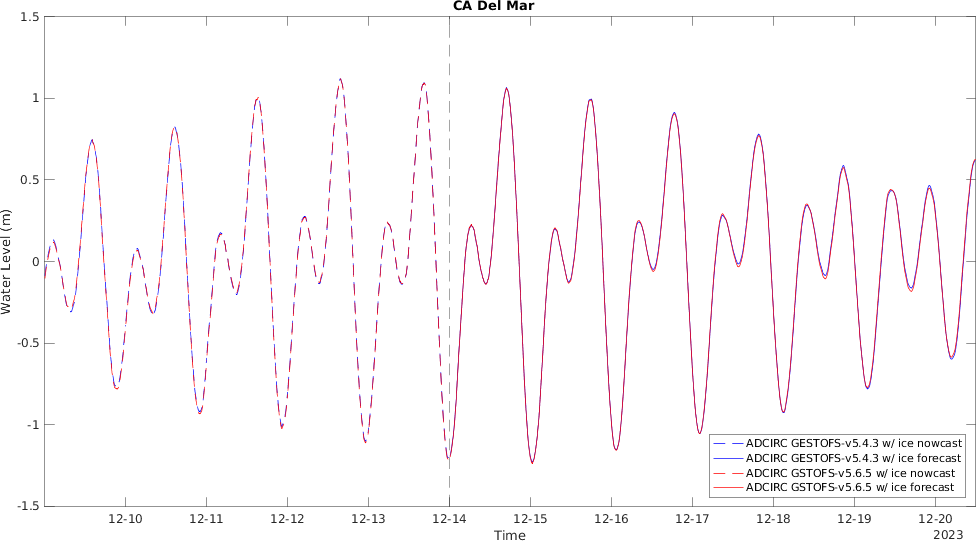 CA Del Mar
1.5
1
0.5
0
-0.5
-1
-1.5
Water Level (m)
12-10 12-11 12-12 12-13 12-14 12-15 12-16 12-17 12-18 12-19 12-20
2023
Time
ADCIRC GESTOFS-v5.4.3 w/ ice nowcast
ADCIRC GESTOFS-v5.4.3 w/ ice forecast
ADCIRC GSTOFS-v5.6.5 w/ ice nowcast
ADCIRC GSTOFS-v5.6.5 w/ ice forecast